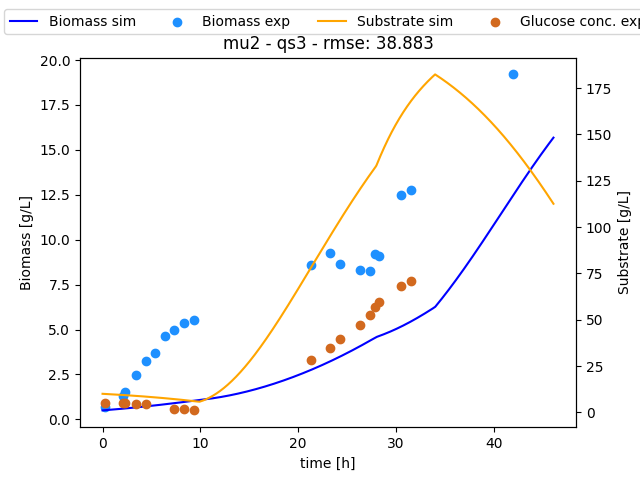 Biomass sim Biomass exp Substrate sim Glucose conc. exp
mu2 - qs3 - rmse: 38.883
20.0
17.5
15.0
12.5
10.0
7.5
5.0
2.5
0.0
Biomass [g/L]
175
150
125
100
75
50
25
0
Substrate [g/L]
0 10 20 30 40
time [h]